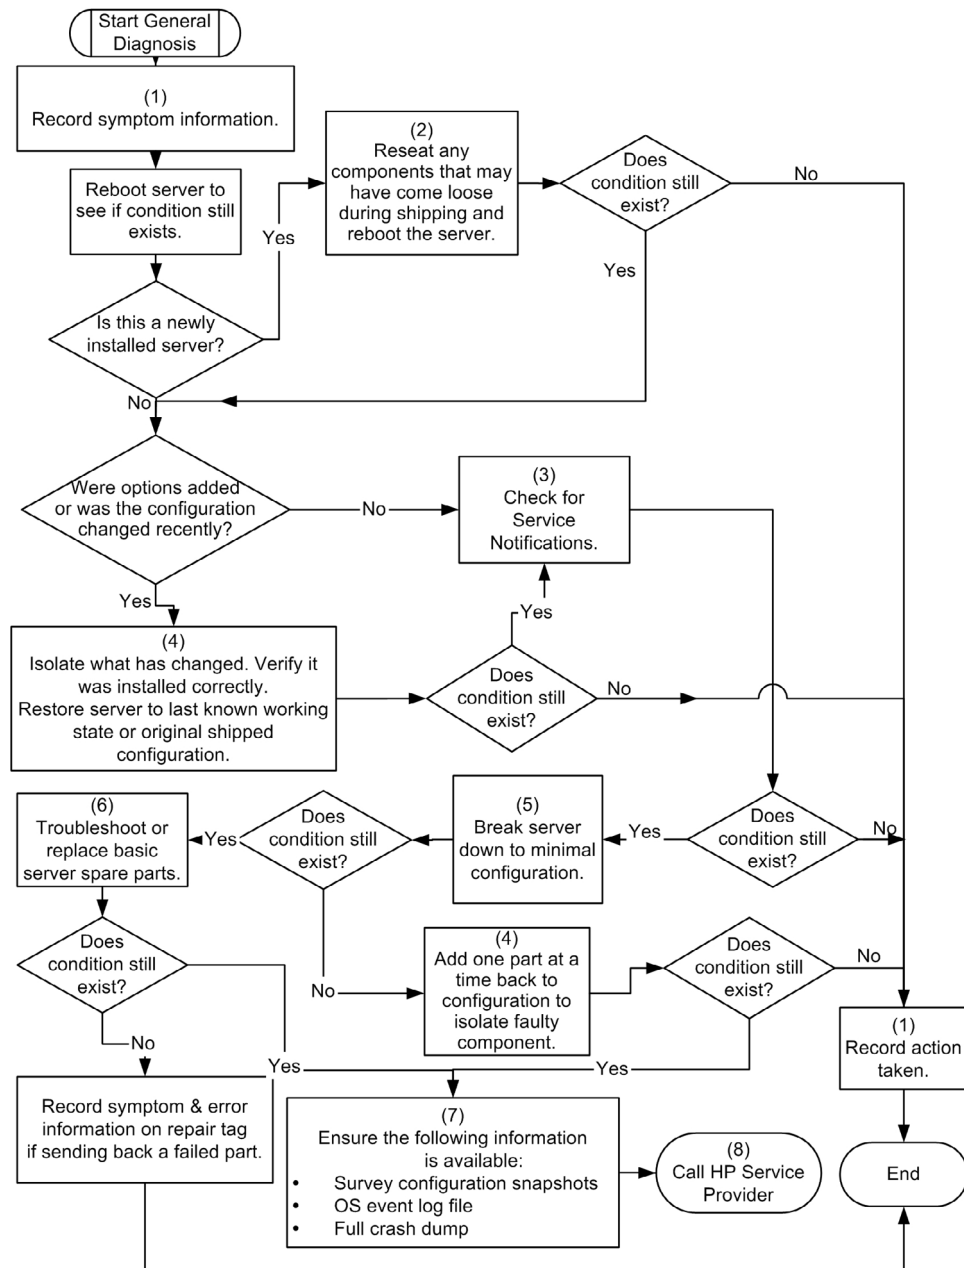 Start General
Diagnosis
(1)
Record symptom information.
Reboot server to
see if condition still
exists.
Is this a newly
installed server?
Yes
(2)
Reseat any
components that may
have come loose
during shipping and
reboot the server.
Does
condition still
exist?
No
Yes
No
Were options added
or was the configuration
changed recently?
No
(3)
Check for
Service
Notifications.
Yes
(4)
Isolate what has changed. Verify it
was installed correctly.
Restore server to last known working
state or original shipped
configuration.
Does
condition still
exist?
Yes
No
Does
condition still
exist?
No
Yes
(5)
Break server
down to minimal
configuration.
Does
condition still
exist?
Yes
No
(6)
Troubleshoot or
replace basic
server spare parts.
Does
condition still
exist?
No
Yes
(4)
Add one part at a
time back to
configuration to
isolate faulty
component.
Does
condition still
exist?
No
Yes
(1)
Record action
taken.
Record symptom & error
information on repair tag
if sending back a failed part.
(7)
Ensure the following information
is available:
• Survey configuration snapshots
• OS event log file
• Full crash dump
(8)
Call HP Service
Provider
End